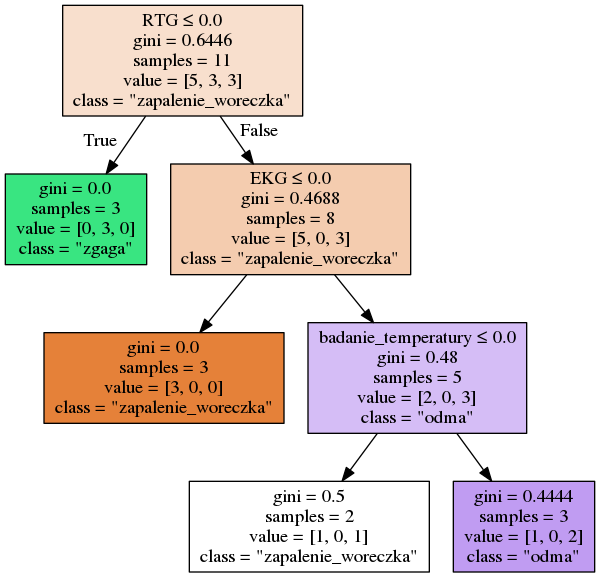 RTG ≤ 0.0
gini = 0.6446
samples = 11
value = [5, 3, 3]
class = "zapalenie_woreczka"
True
False
gini = 0.0
samples = 3
value = [0, 3, 0]
class = "zgaga"
EKG ≤ 0.0
gini = 0.4688
samples = 8
value = [5, 0, 3]
class = "zapalenie_woreczka"
gini = 0.0
samples = 3
value = [3, 0, 0]
class = "zapalenie_woreczka"
badanie_temperatury ≤ 0.0
gini = 0.48
samples = 5
value = [2, 0, 3]
class = "odma"
gini = 0.5
samples = 2
value = [1, 0, 1]
class = "zapalenie_woreczka"
gini = 0.4444
samples = 3
value = [1, 0, 2]
class = "odma"